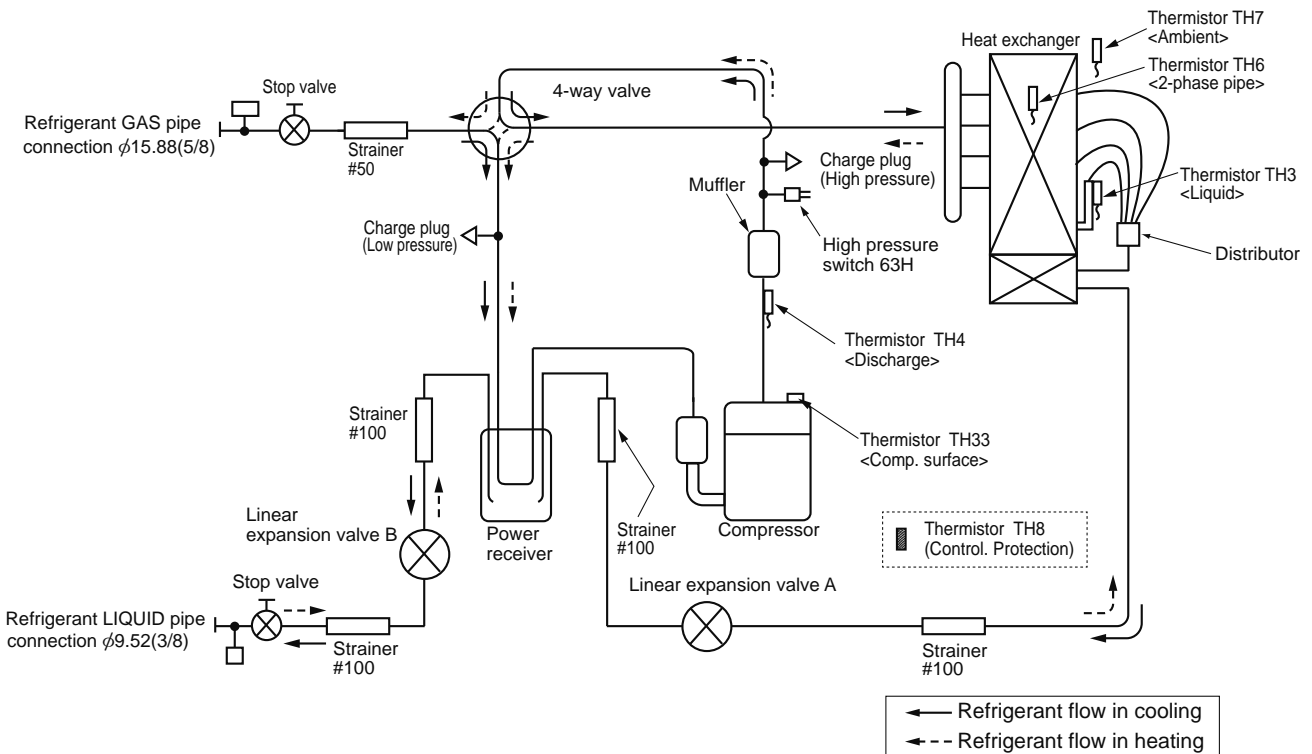 Thermistor TH7
<Ambient>
Heat exchanger
Thermistor TH6
<2-phase pipe>
Stop valve
4-way valve
Refrigerant GAS pipe
connection ϕ15.88(5/8)
Strainer
#50
Charge plug
(High pressure)
Thermistor TH3
<Liquid>
Muffler
Charge plug
(Low pressure)
High pressure
switch 63H
Distributor
Thermistor TH4
<Discharge>
Strainer
#100
Thermistor TH33
<Comp. surface>
Linear
expansion valve B
Power
receiver
Strainer
#100
Compressor
Thermistor TH8
(Control. Protection)
Stop valve
Linear expansion valve A
Refrigerant LIQUID pipe
connection ϕ9.52(3/8)
Strainer
#100
Strainer
#100
Refrigerant flow in cooling
Refrigerant flow in heating